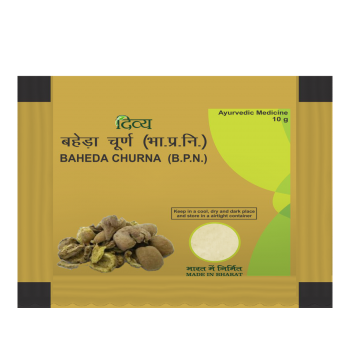 Ayurvedic Medicine
10 g
दिव्य
बहेड़ा चूर्ण (भा.प्र.नि.)
BAHEDA CHURNA (B.P.N.)
Keep in a cool, dry and dark place
and store in a airtight container
भारत में निर्मित
MADE IN BHARAT